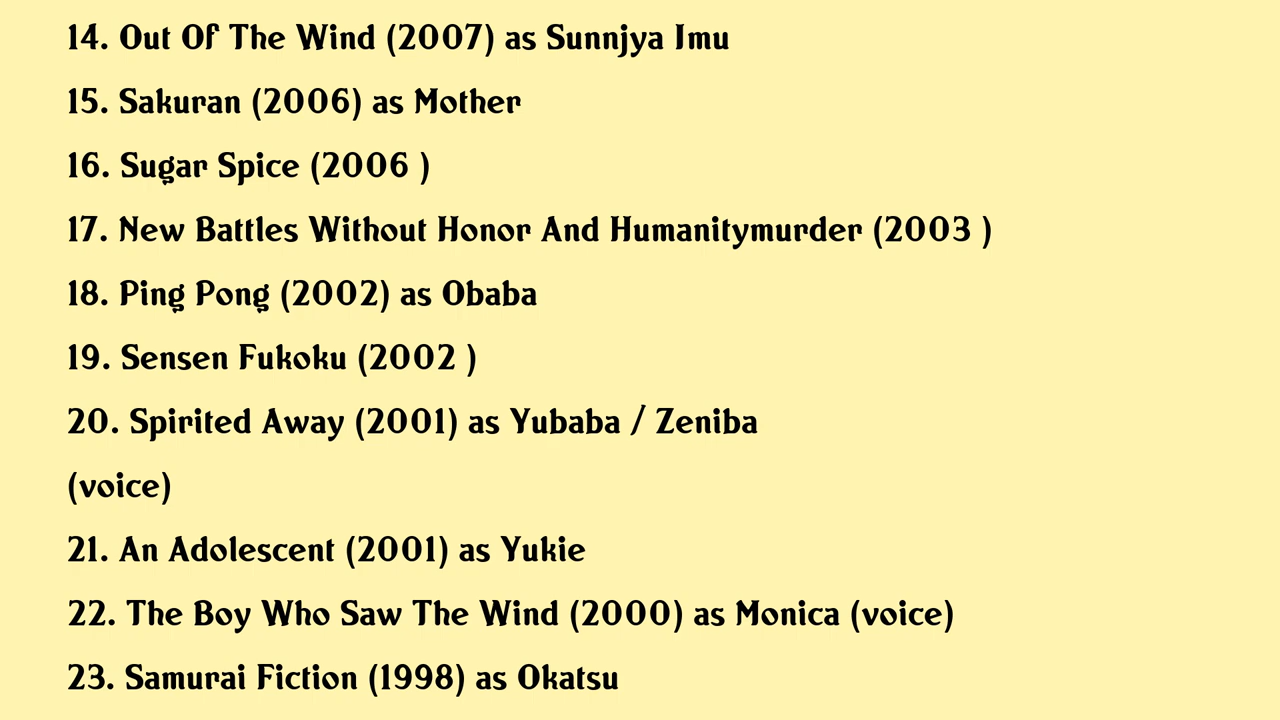 14. Out Of The Wind (2007) as Sunnjya Imu
15. Sakuran (2006) as Mother
16. Sugar Spice (2006 )
17. New Battles Without Honor And Humanitymurder (2003 )
18. Ping Pong (2002) as Obaba
19. Sensen Fukoku (2002 )
20. Spirited Away (2001) as Yubaba / Zeniba
(voice)
21. An Adolescent (2001) as Yukie
22. The Boy Who Saw The Wind (2000) as Monica (voice)
23. Samurai Fiction (1998) as Okatsu